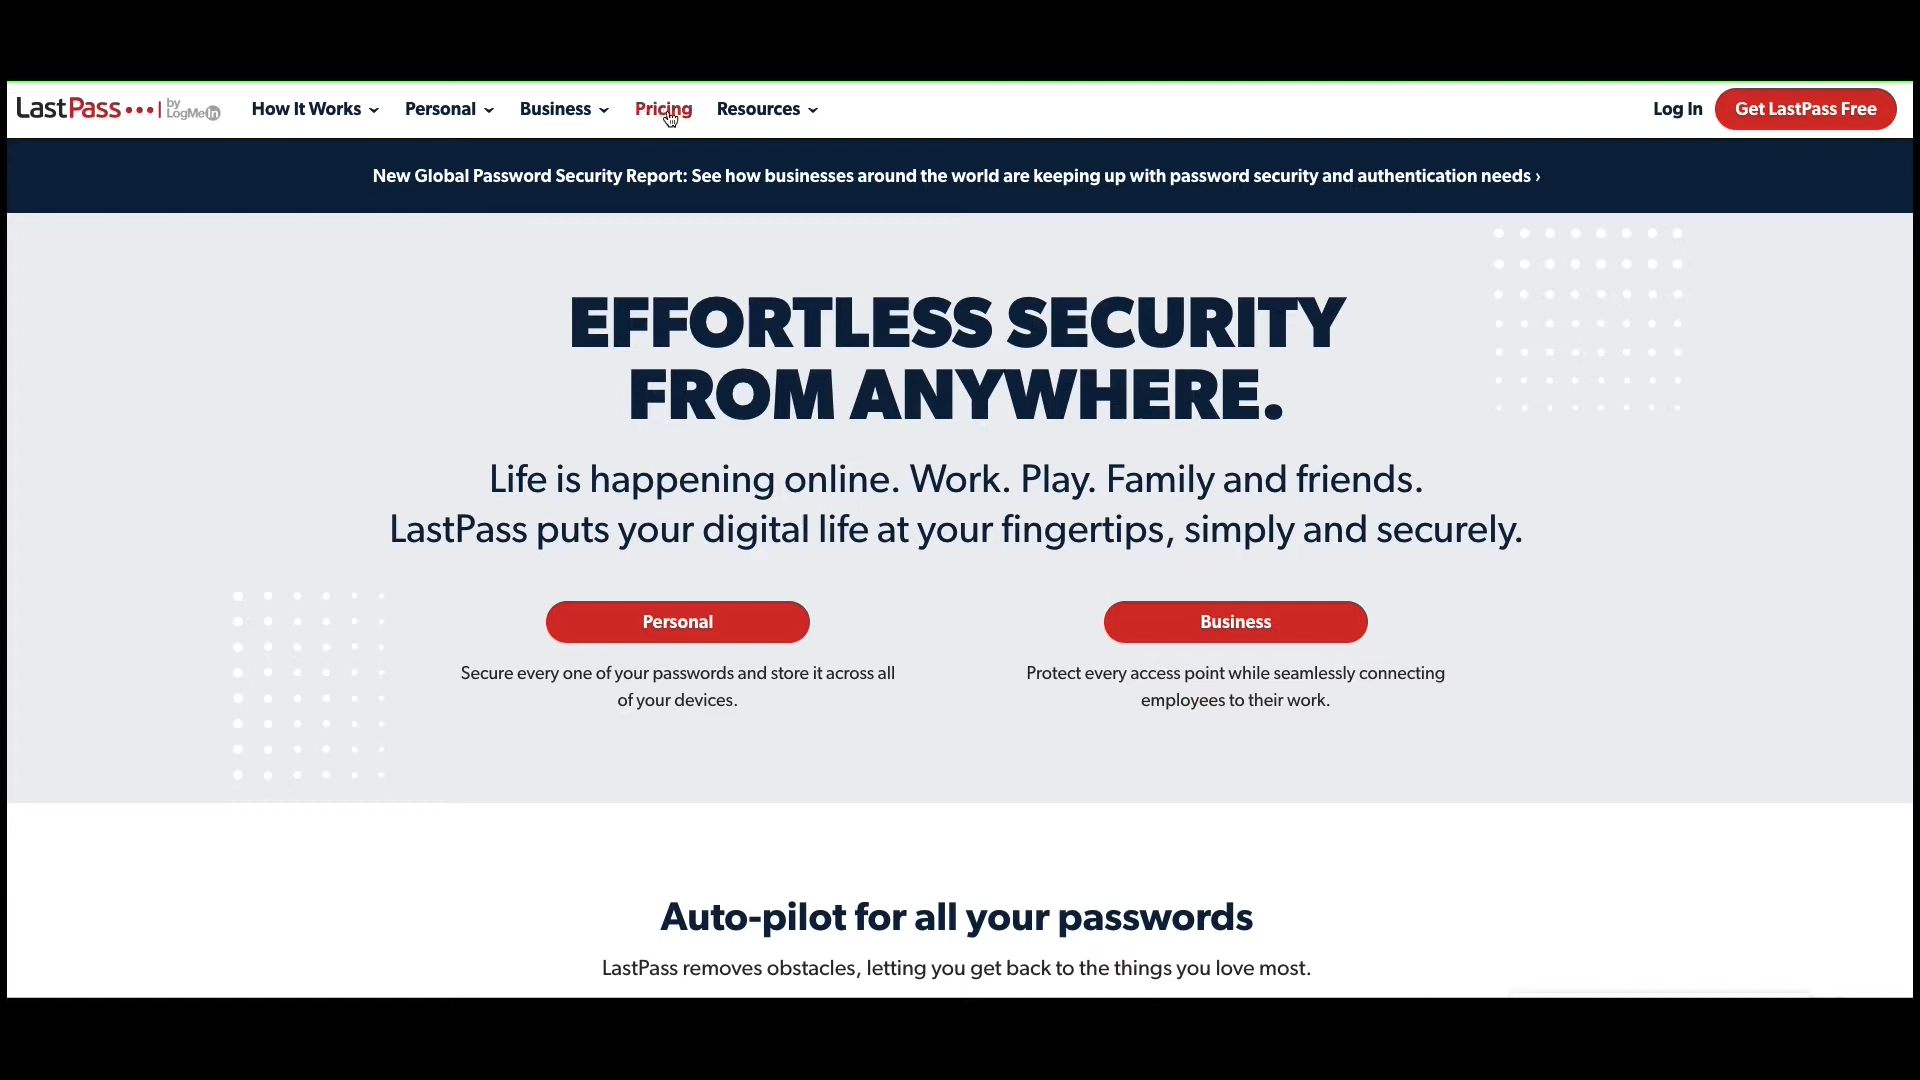 LastPass •••| by LogMeIn
How It Works
Personal
Business
Pricing
Resources
Log In
Get LastPass Free
New Global Password Security Report: See how businesses around the world are keeping up with password security and authentication needs ›
EFFORTLESS SECURITY
FROM ANYWHERE.
Life is happening online. Work. Play. Family and friends.
LastPass puts your digital life at your fingertips, simply and securely.
Personal
Secure every one of your passwords and store it across all
of your devices.
Business
Protect every access point while seamlessly connecting
employees to their work.
Auto-pilot for all your passwords
LastPass removes obstacles, letting you get back to the things you love most.